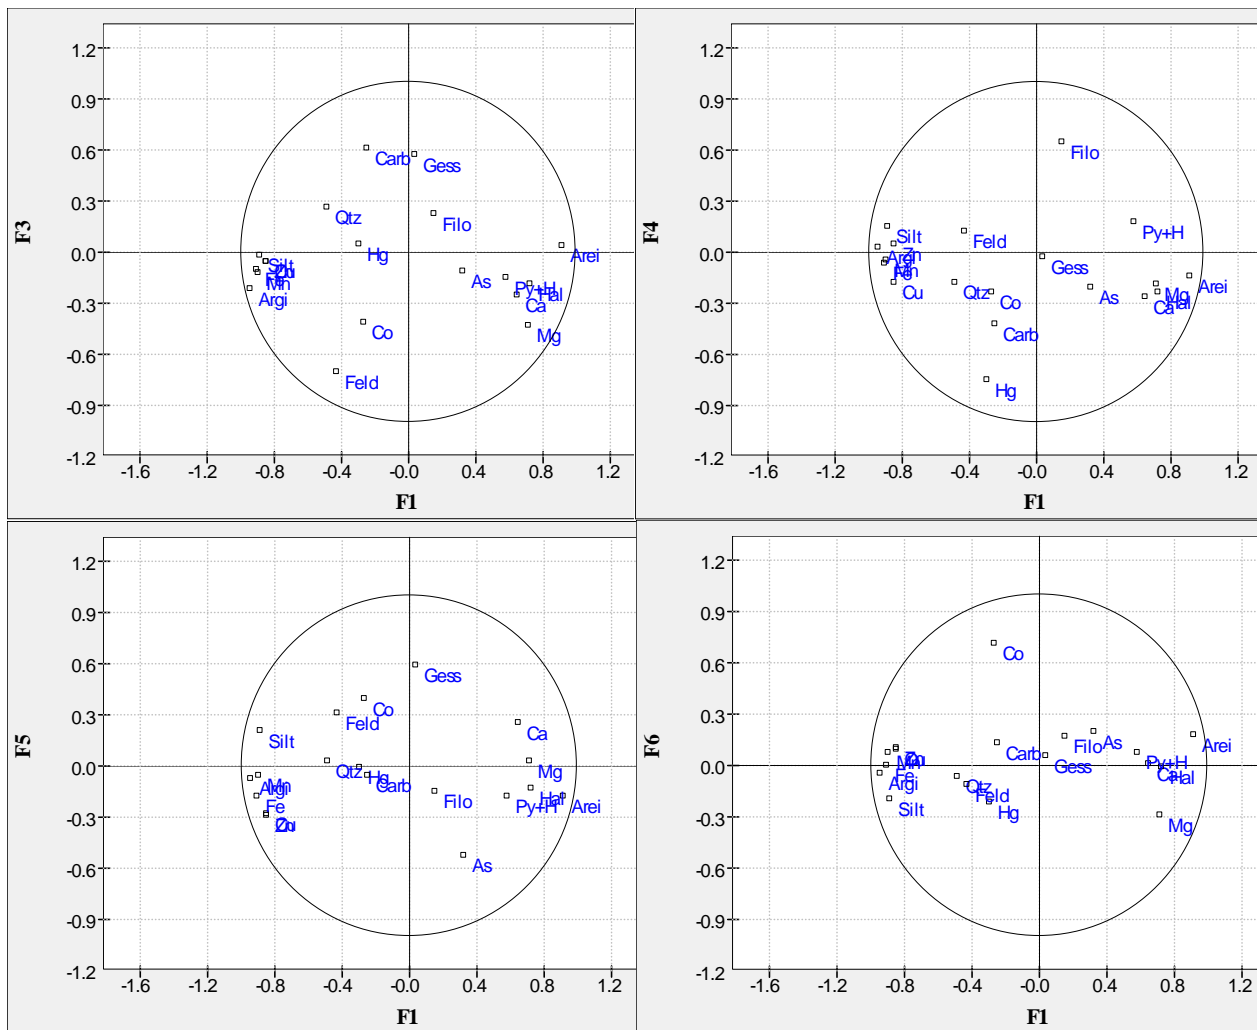 1.2
0.9
0.6
0.3
0.0
-0.3
-0.6
-0.9
-1.2
F3
Carb
Gess
Qtz
Filo
Hg
Arei
Silt
Mn
Argi
As
Py+H
Hal
Ca
Mg
Co
Feld
-1.6 -1.2 -0.8 -0.4 -0.0 0.4 0.8 1.2
F1
1.2
0.9
0.6
0.3
0.0
-0.3
-0.6
-0.9
-1.2
F4
Filo
Py+H
Silt
Feld
Zn
Argi
Mn
Fe
Cu
Gess
Qtz
Co
As
Mg
Arei
Hal
Ca
Carb
Hg
-1.6 -1.2 -0.8 -0.4 -0.0 0.4 0.8 1.2
F1
1.2
0.9
0.6
0.3
0.0
-0.3
-0.6
-0.9
-1.2
F5
Gess
Co
Feld
Ca
Silt
Qtz
Hg
Carb
Mg
Argi
Mn
Fe
Filo
Hal
Py+H
Arei
As
-1.6 -1.2 -0.8 -0.4 -0.0 0.4 0.8 1.2
F1
1.2
0.9
0.6
0.3
0.0
-0.3
-0.6
-0.9
-1.2
F6
Co
Carb
Filo
As
Arei
Gess
Py+H
Ca
Hal
Mn
Fe
Argi
Silt
Qtz
Feld
Hg
Mg
-1.6 -1.2 -0.8 -0.4 -0.0 0.4 0.8 1.2
F1